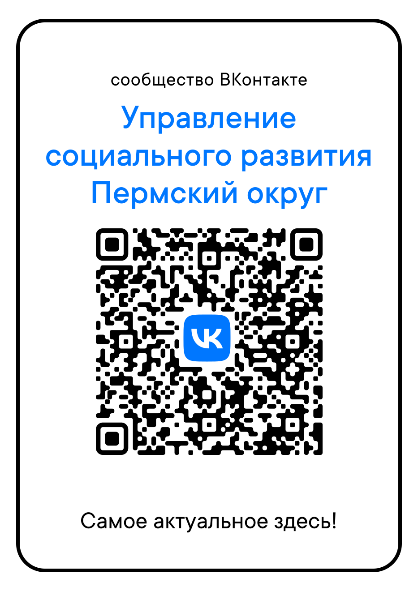 сообщество ВКонтакте
Управление
социального развития
Пермский округ
Самое актуальное здесь!